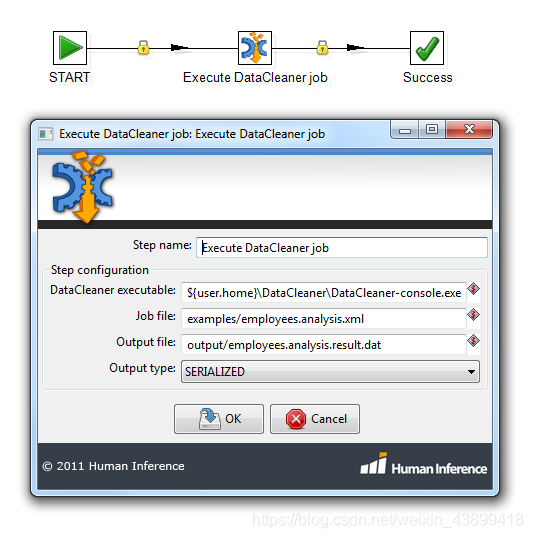 START
Execute DataCleaner job
Success
Execute DataCleaner job: Execute DataCleaner job
Step name: Execute DataCleaner job
Step configuration
DataCleaner executable: ${user.home}\DataCleaner\DataCleaner-console.exe
Job file: examples/employees.analysis.xml
Output file: output/employees.analysis.result.dat
Output type: SERIALIZED
OK
Cancel
© 2011 Human Inference
Human Inference
https://blog.csdn.net/weixin_43899418